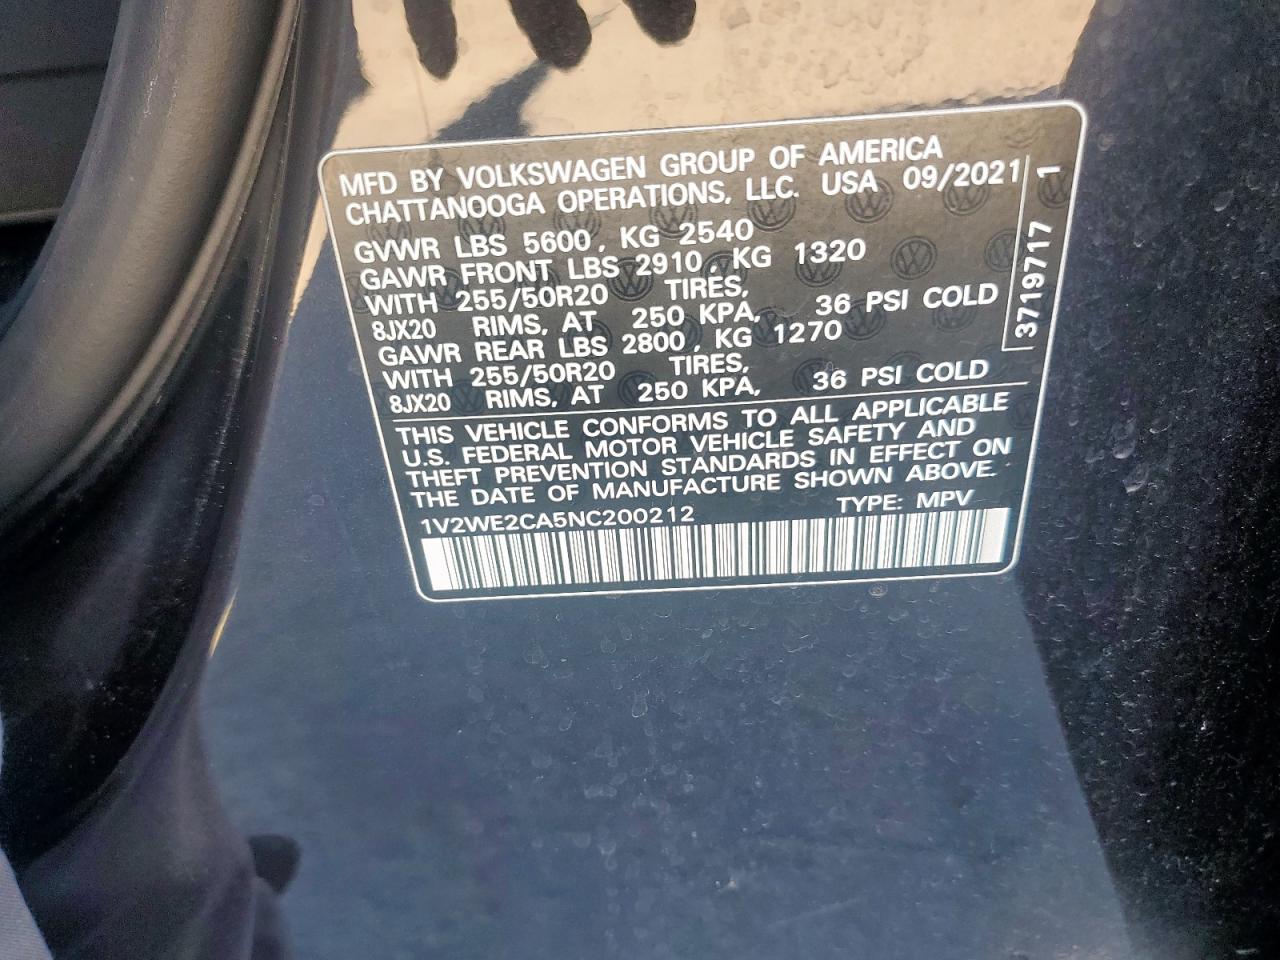 MFD BY VOLKSWAGEN GROUP OF AMERICA
CHATTANOOGA OPERATIONS, LLC. USA 09/2021
GVWR LBS 5600, KG 2540
GAWR FRONT LBS 2910, KG 1320
WITH 255/50R20 TIRES,
8JX20 RIMS, AT 250 KPA, 36 PSI COLD
GAWR REAR LBS 2800, KG 1270
WITH 255/50R20 TIRES,
8JX20 RIMS, AT 250 KPA, 36 PSI COLD
THIS VEHICLE CONFORMS TO ALL APPLICABLE
U.S. FEDERAL MOTOR VEHICLE SAFETY AND
THEFT PREVENTION STANDARDS IN EFFECT ON
THE DATE OF MANUFACTURE SHOWN ABOVE.
1V2WE2CA5NC200212 TYPE: MPV
3719717 1